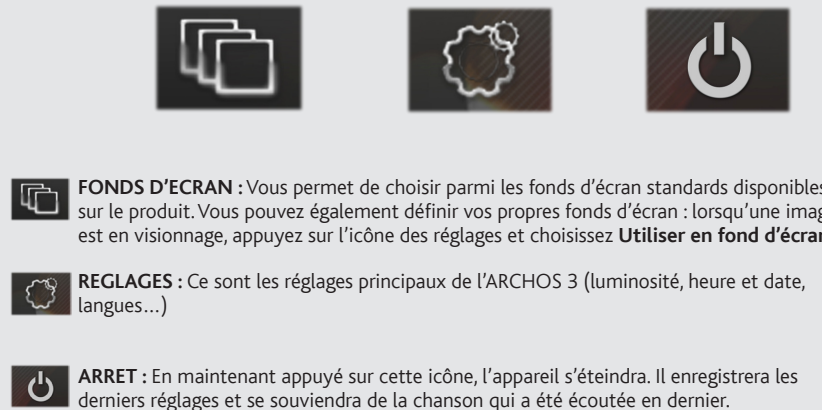 FONDS D’ECRAN : Vous permet de choisir parmi les fonds d’écran standards disponibles
sur le produit. Vous pouvez également définir vos propres fonds d’écran : lorsqu’une
est en visionnage, appuyez sur l’icône des réglages et choisissez Utiliser en fond
REGLAGES : Ce sont les réglages principaux de l’ARCHOS 3 (luminosité, heure et date,
langues...)
ARRET : En maintenant appuyé sur cette icône, l’appareil s’éteindra. Il enregistrera les
derniers réglages et se souviendra de la chanson qui a été écoutée en dernier.